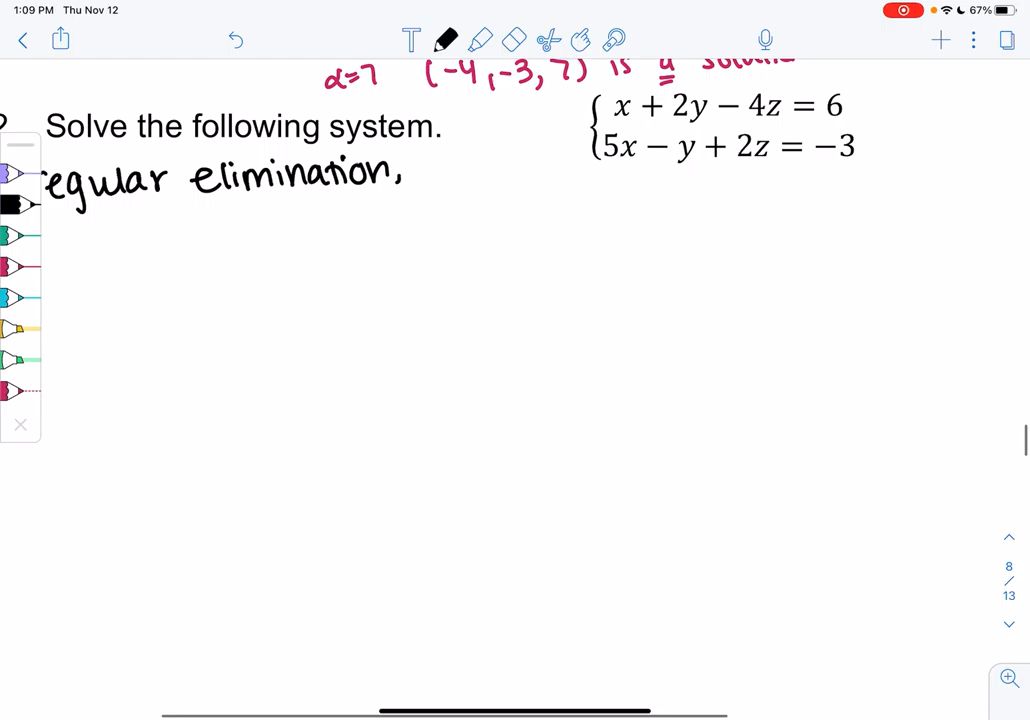 1:09 PM Thu Nov 12
67%
α=7 (-4,-3, 7) is a
Solve the following system.
x + 2y − 4z = 6
5x − y + 2z = −3
egular elimination,
8
/
13